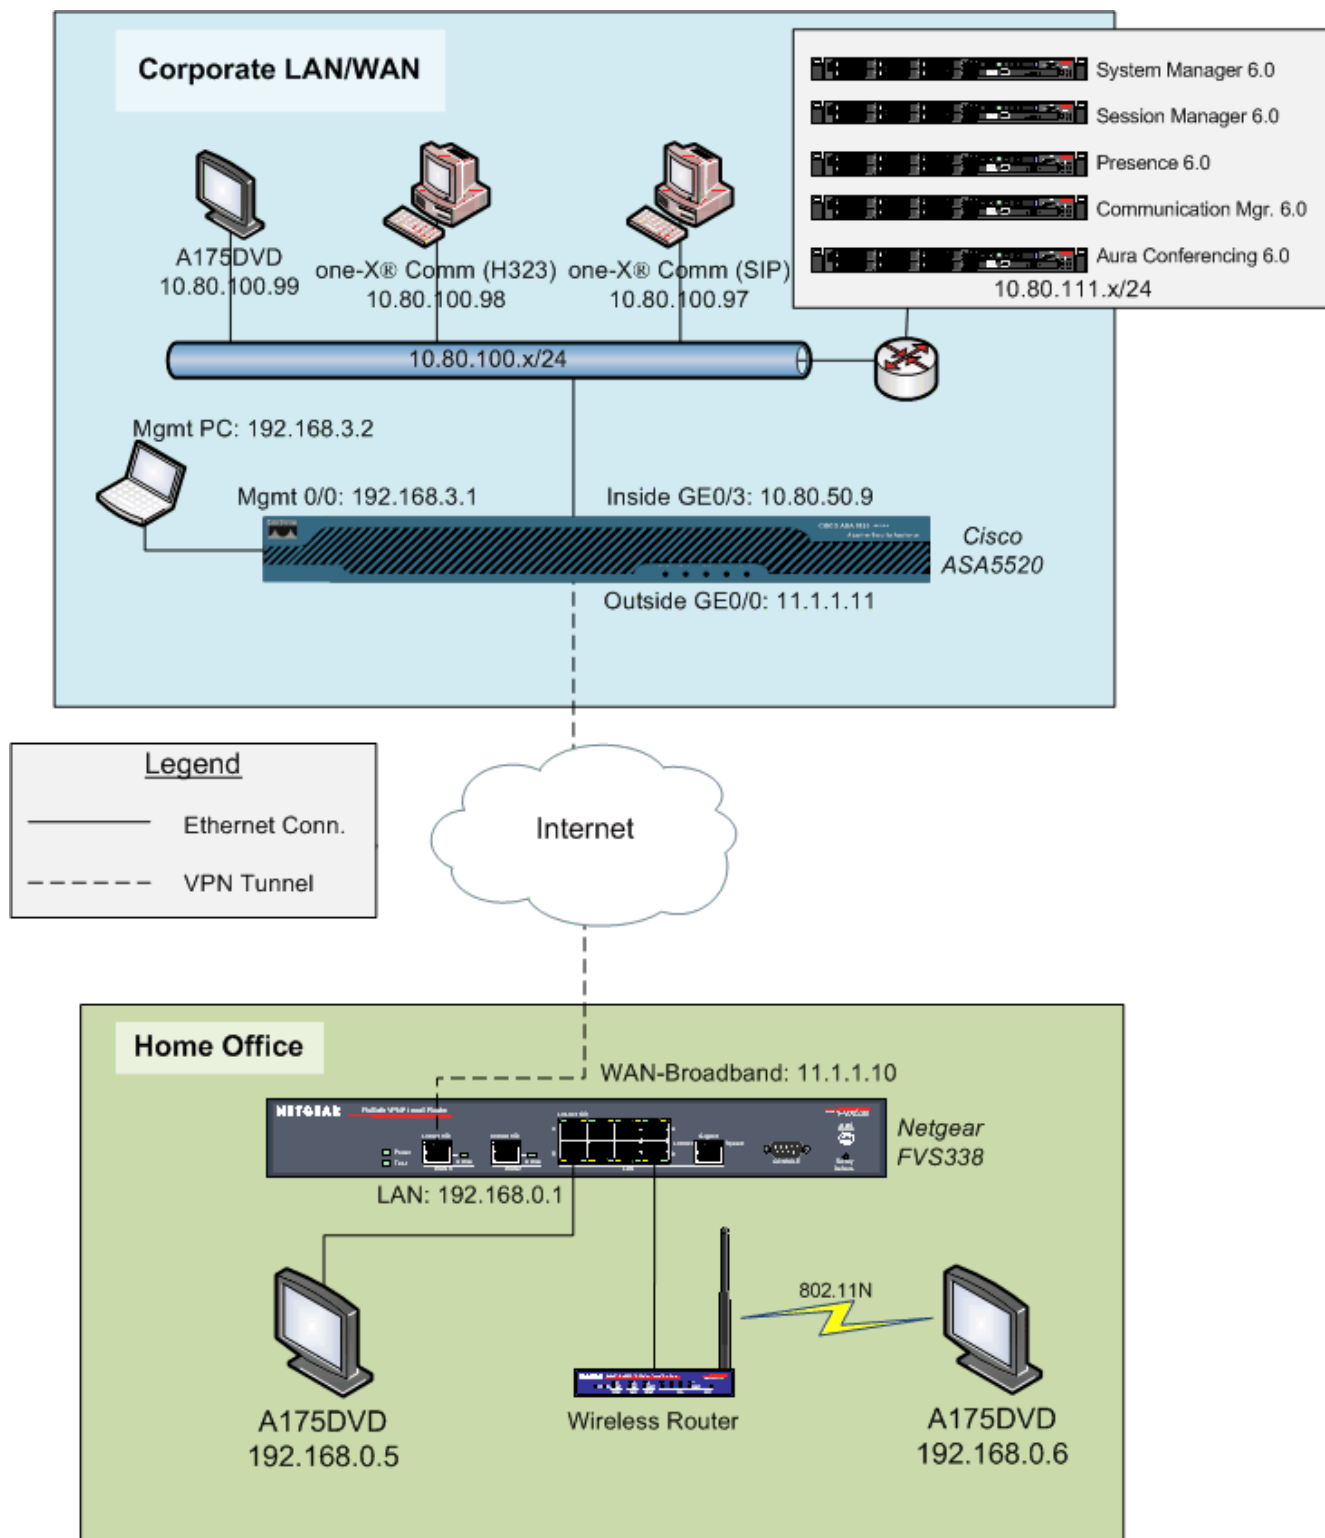 Corporate LAN/WAN
System Manager 6.0
Session Manager 6.0
Presence 6.0
Communication Mgr. 6.0
Aura Conferencing 6.0
10.80.111.x/24
A175DVD
10.80.100.99
one-X® Comm (H323)
10.80.100.98
one-X® Comm (SIP)
10.80.100.97
10.80.100.x/24
Mgmt PC: 192.168.3.2
Mgmt 0/0: 192.168.3.1
Inside GE0/3: 10.80.50.9
Cisco
ASA5520
Outside GE0/0: 11.1.1.11
Legend
Ethernet Conn.
VPN Tunnel
Internet
Home Office
WAN-Broadband: 11.1.1.10
NETGEAR
Netgear
FVS338
LAN: 192.168.0.1
802.11N
A175DVD
192.168.0.5
Wireless Router
A175DVD
192.168.0.6